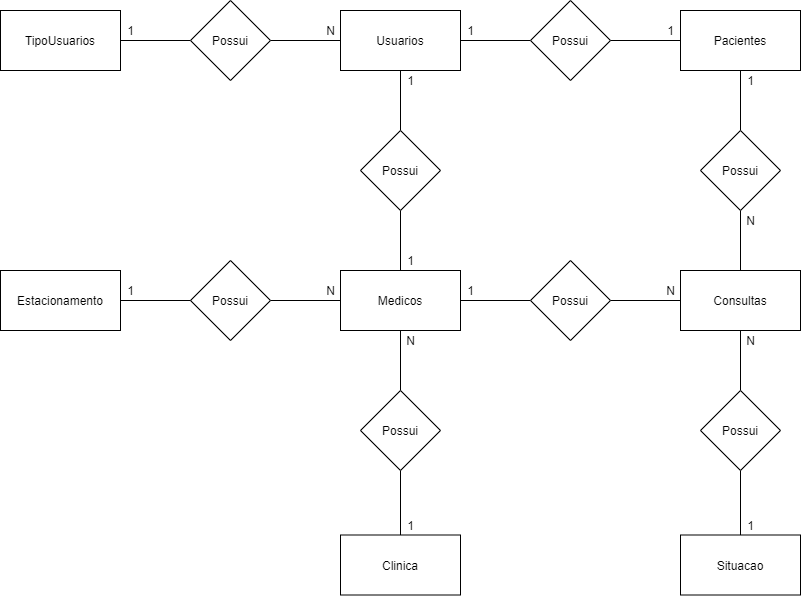 TipoUsuarios
1
Possui
N
Usuarios
1
Possui
1
Pacientes
1
1
Possui
Possui
N
1
Estacionamento
1
Possui
N
Medicos
1
Possui
N
Consultas
N
N
Possui
Possui
1
1
Clinica
Situacao